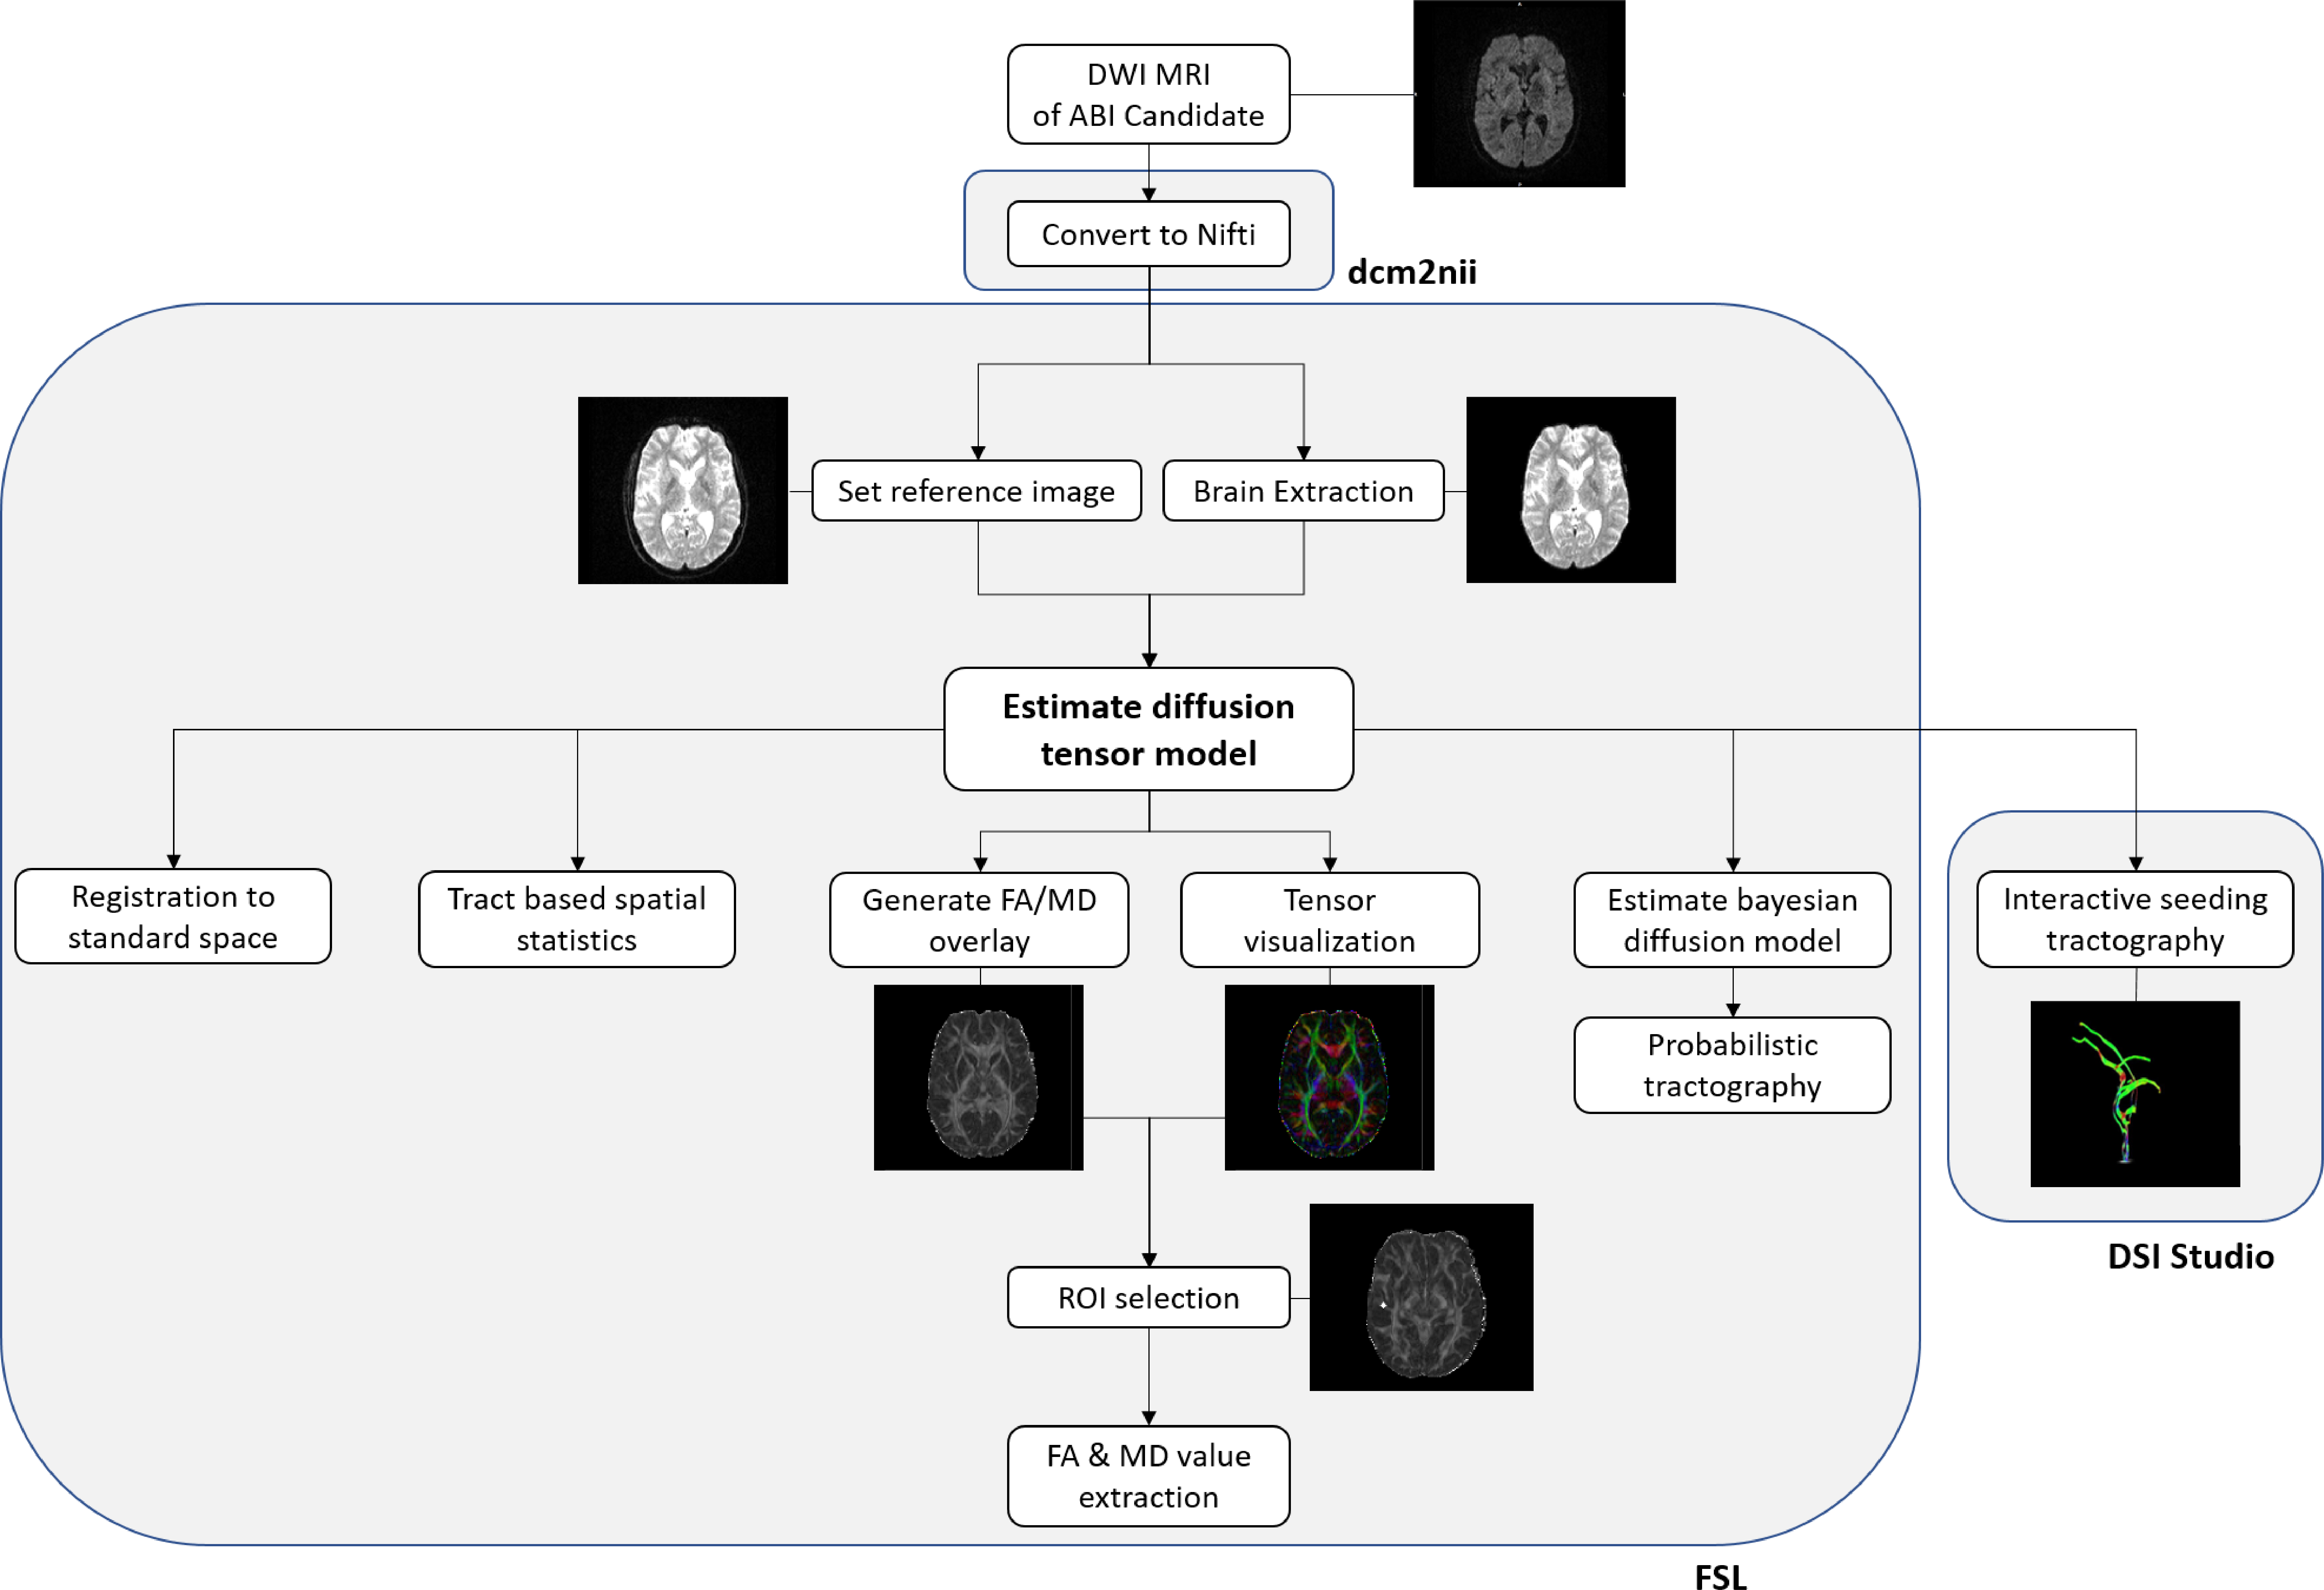 DWI MRI
of ABI Candidate
Convert to Nifti
dcm2nii
Set reference image
Brain Extraction
Estimate diffusion
tensor model
Registration to
standard space
Tract based spatial
statistics
Generate FA/MD
overlay
Tensor
visualization
Estimate bayesian
diffusion model
Interactive seeding
tractography
Probabilistic
tractography
DSI Studio
ROI selection
FA & MD value
extraction
FSL